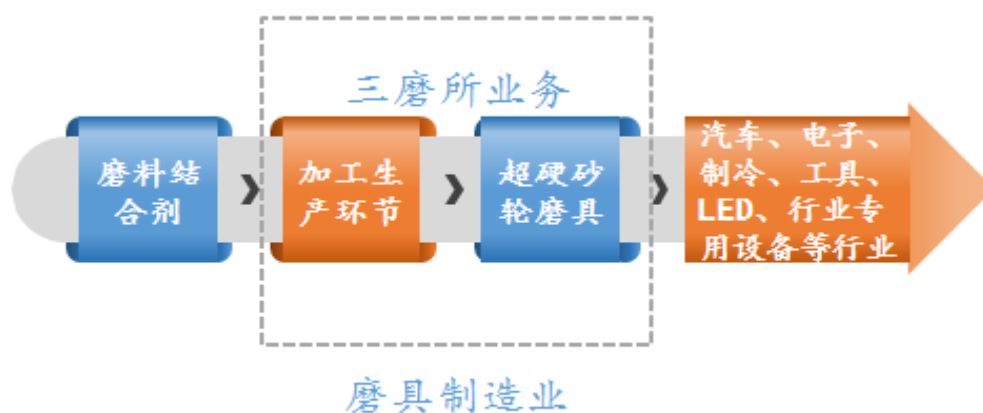 三磨所业务
磨料结
合剂
加工生
产环节
超硬砂
轮磨具
汽车、电子、
制冷、工具、
LED、行业专
用设备等行业
磨具制造业